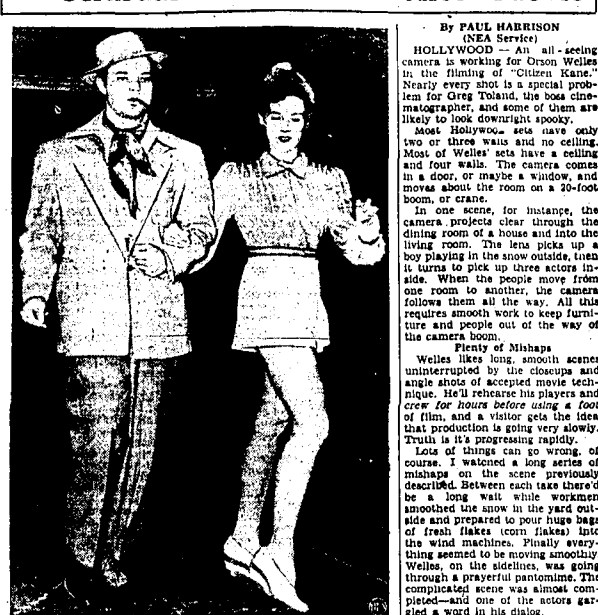 By PAUL HARRISON
(NEA Service)
HOLLYWOOD — An all-seeing
camera is working for Orson Welles
in the filming of "Citizen Kane."
Nearly every shot is a special prob-
lem for Greg Toland, the boss cine-
matographer, and some of them are
likely to look downright spooky.
Most Hollywood sets have only
two or three walls and no ceiling.
Most of Welles' sets have a ceiling
and four walls. The camera comes
in a door, or maybe a window, and
moves about the room on a 20-foot
boom, or crane.
In one scene, for instance, the
camera projects clear through the
dining room of a house and into the
living room. The lens picks up a
boy playing in the snow outside, then
it turns to pick up three actors in-
side. When the people move from
one room to another, the camera
follows them all the way. All this
requires smooth work to keep furni-
ture and people out of the way of
the camera boom.
Plenty of Mishaps
Welles likes long, smooth scenes
uninterrupted by the closeups and
angle shots of accepted movie tech-
nique. He'll rehearse his players and
crew for hours before using a foot
of film, and a visitor gets the idea
that production is going very slowly.
Truth is it's progressing rapidly.
Lots of things can go wrong, of
course. I watched a long series of
mishaps on the scene previously
described. Between each take there'd
be a long wait while workmen
smoothed the snow in the yard out-
side and prepared to pour huge bags
of fresh flakes (corn flakes) into
the wind machines. Finally every-
thing seemed to be moving smoothly.
Welles, on the sidelines, was going
through a prayerful pantomime. The
complicated scene was almost com-
pleted—and one of the actors gar-
gled a word in his dialog.